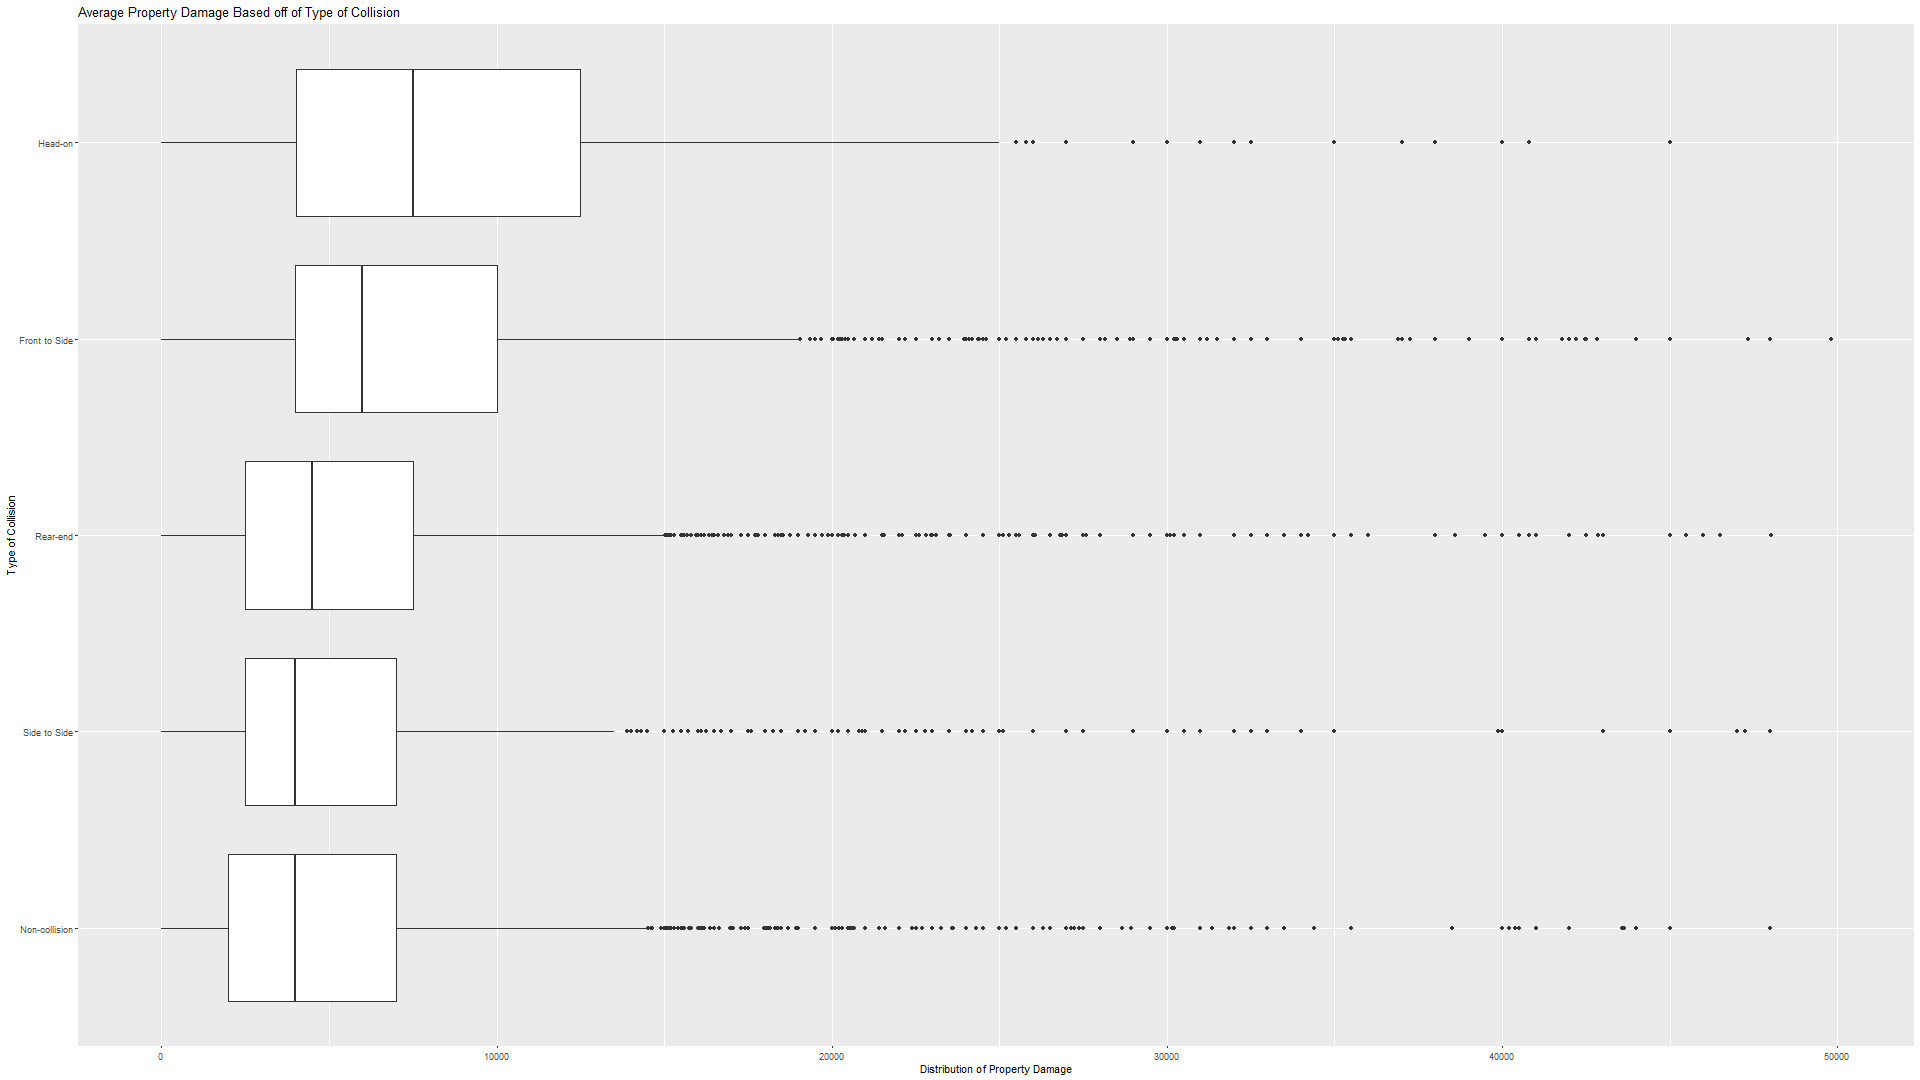 Average Property Damage Based off of Type of Collision
Type of Collision
Head-on
Front to Side
Rear-end
Side to Side
Non-collision
0
10000
20000
30000
40000
50000
Distribution of Property Damage